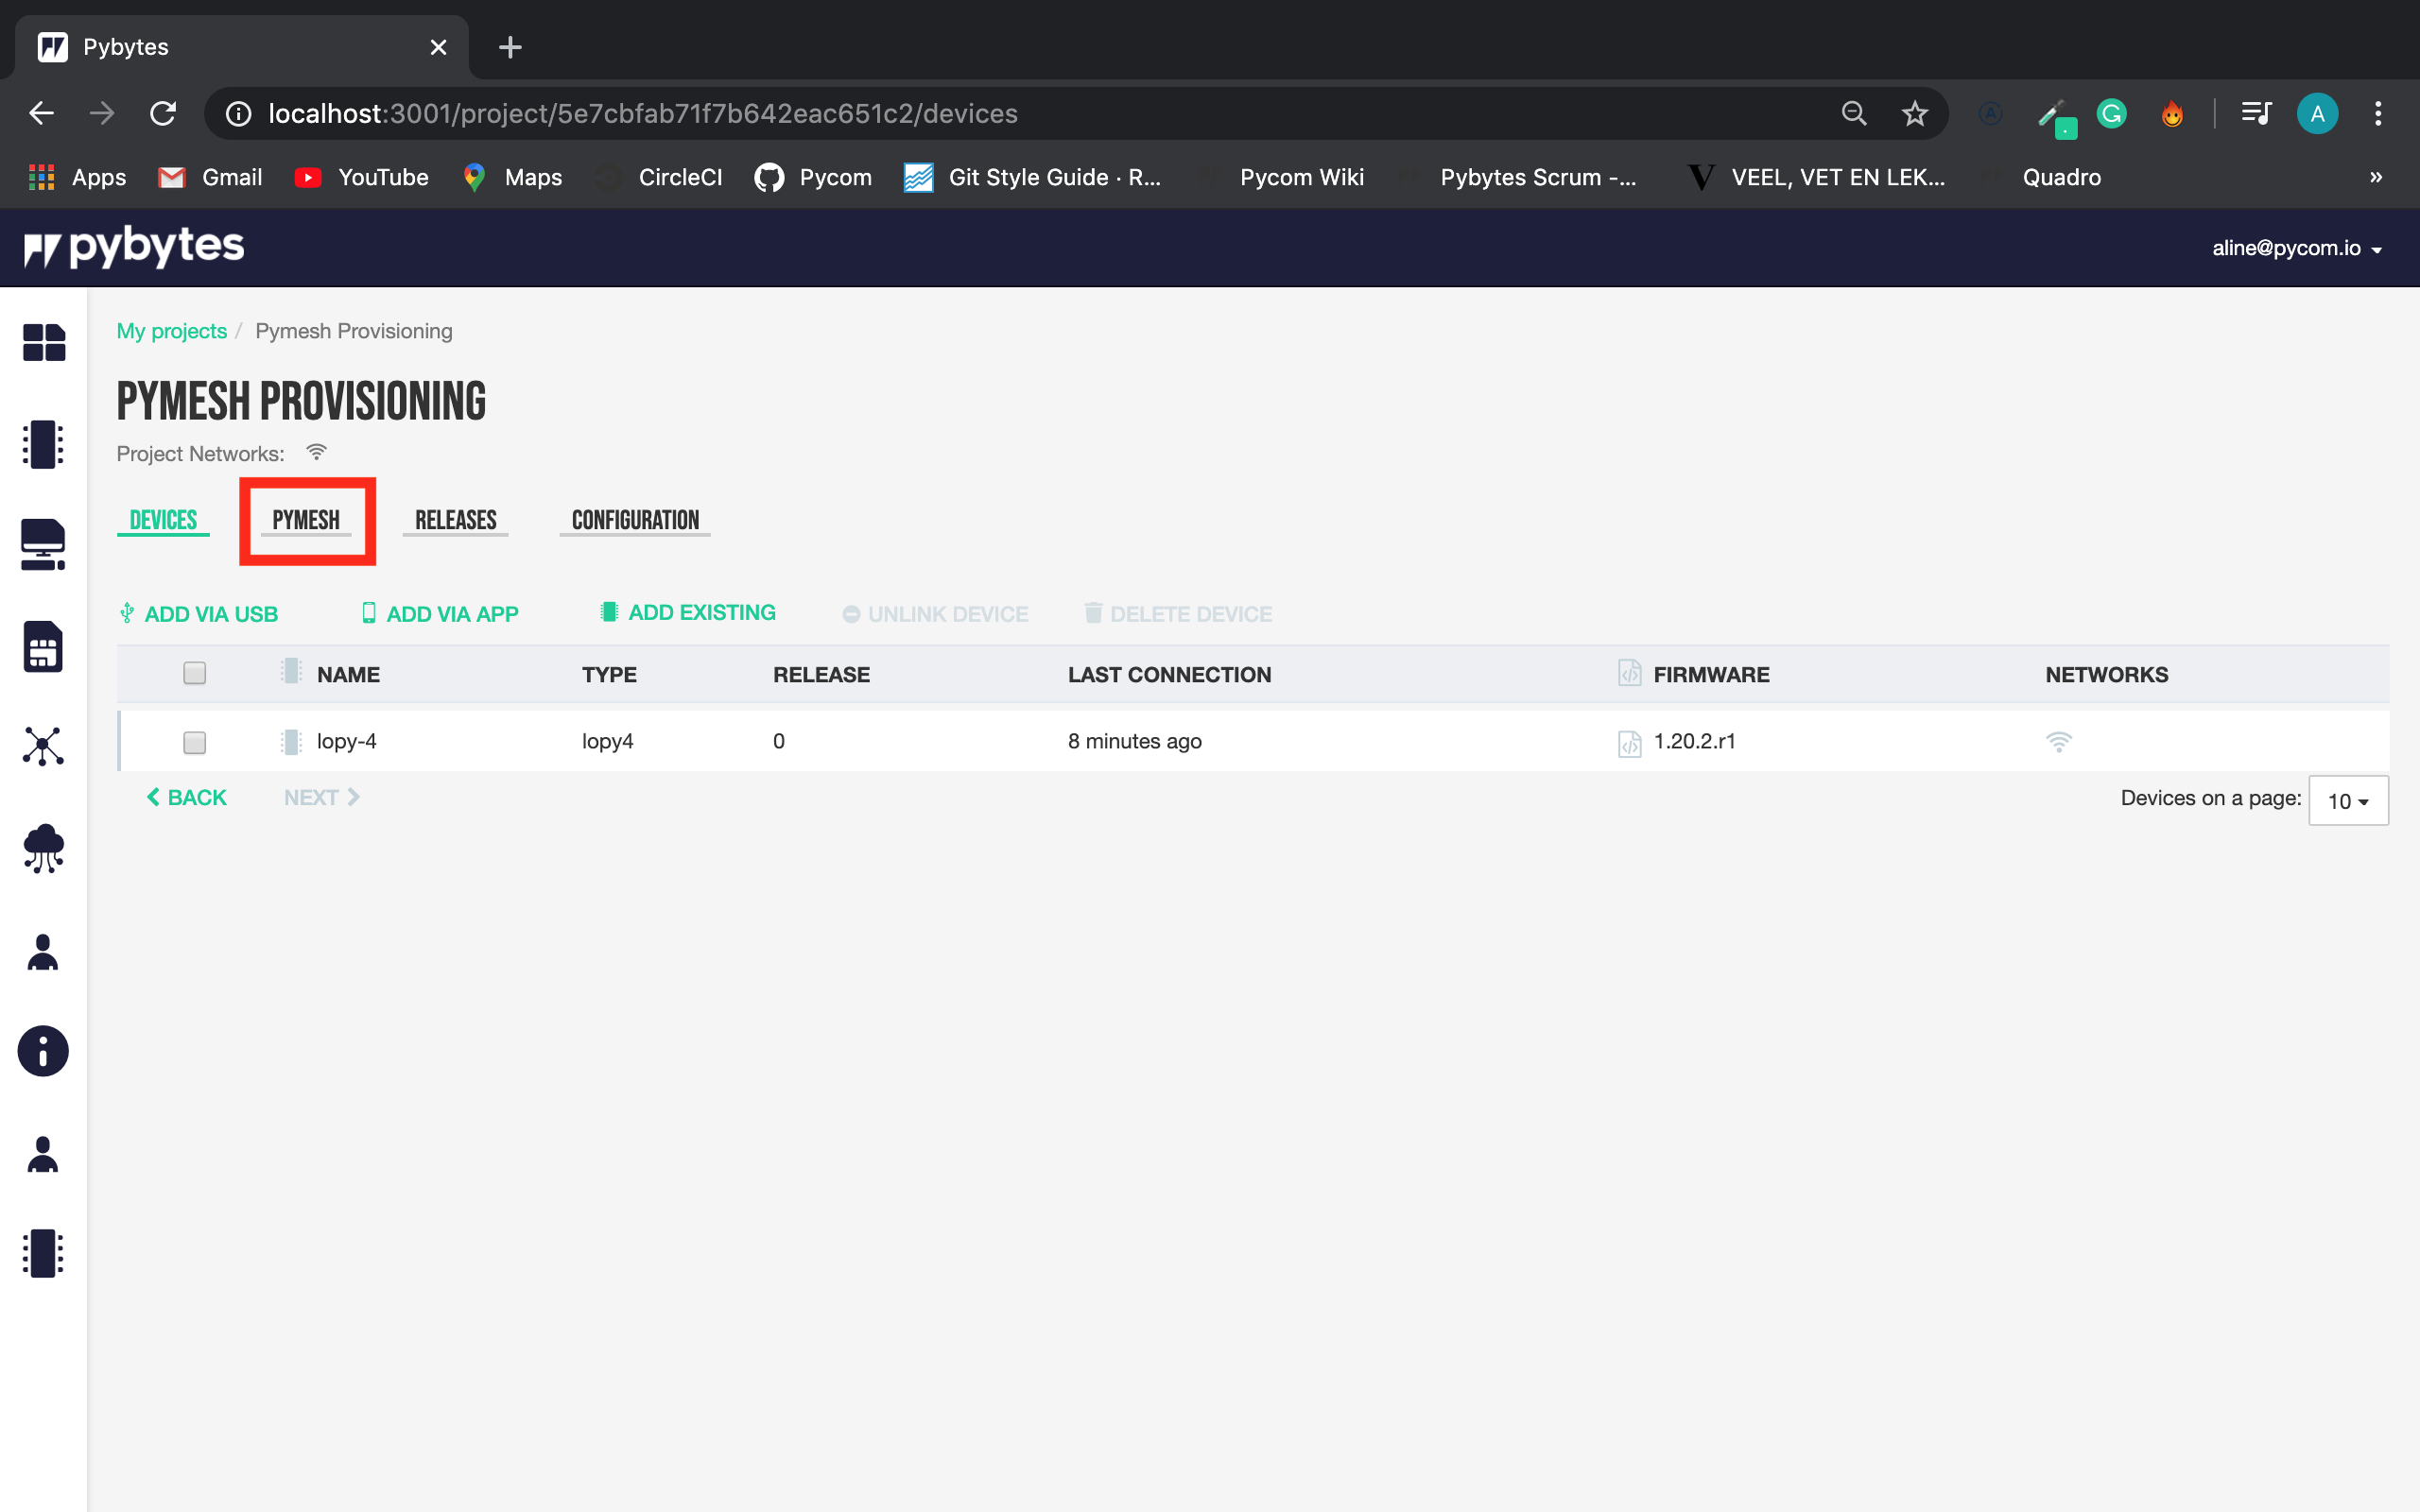 Pybytes
localhost:3001/project/5e7cbfab71f7b642eac651c2/devices
A
Apps Gmail YouTube Maps CircleCI Pycom Git Style Guide · R... Pycom Wiki Pybytes Scrum -... V VEEL, VET EN LEK... Quadro »
pybytes
aline@pycom.io
My projects / Pymesh Provisioning
PYMESH PROVISIONING
Project Networks:
DEVICES PYMESH RELEASES CONFIGURATION
ADD VIA USB ADD VIA APP ADD EXISTING UNLINK DEVICE DELETE DEVICE
NAME TYPE RELEASE LAST CONNECTION FIRMWARE NETWORKS
lopy-4 lopy4 0 8 minutes ago 1.20.2.r1
BACK NEXT Devices on a page: 10